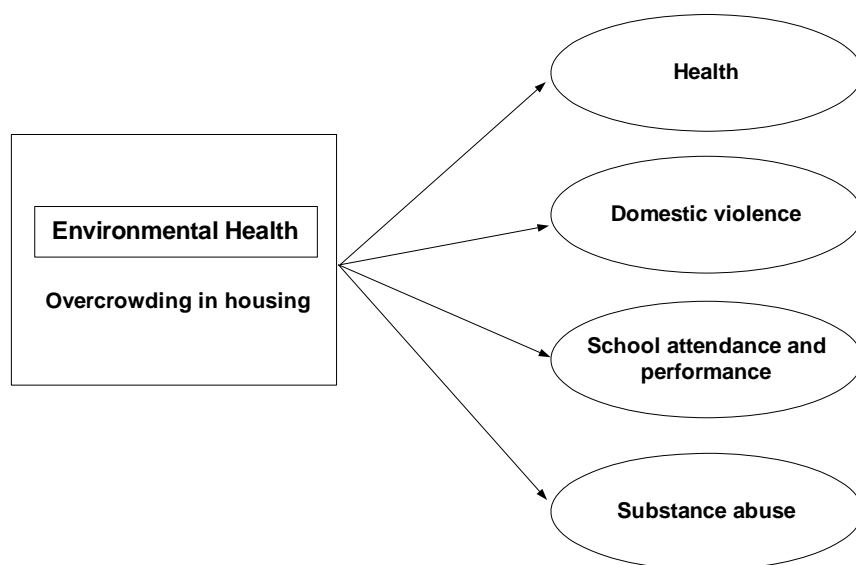 Health
Environmental Health
Overcrowding in housing
Domestic violence
School attendance and
performance
Substance abuse